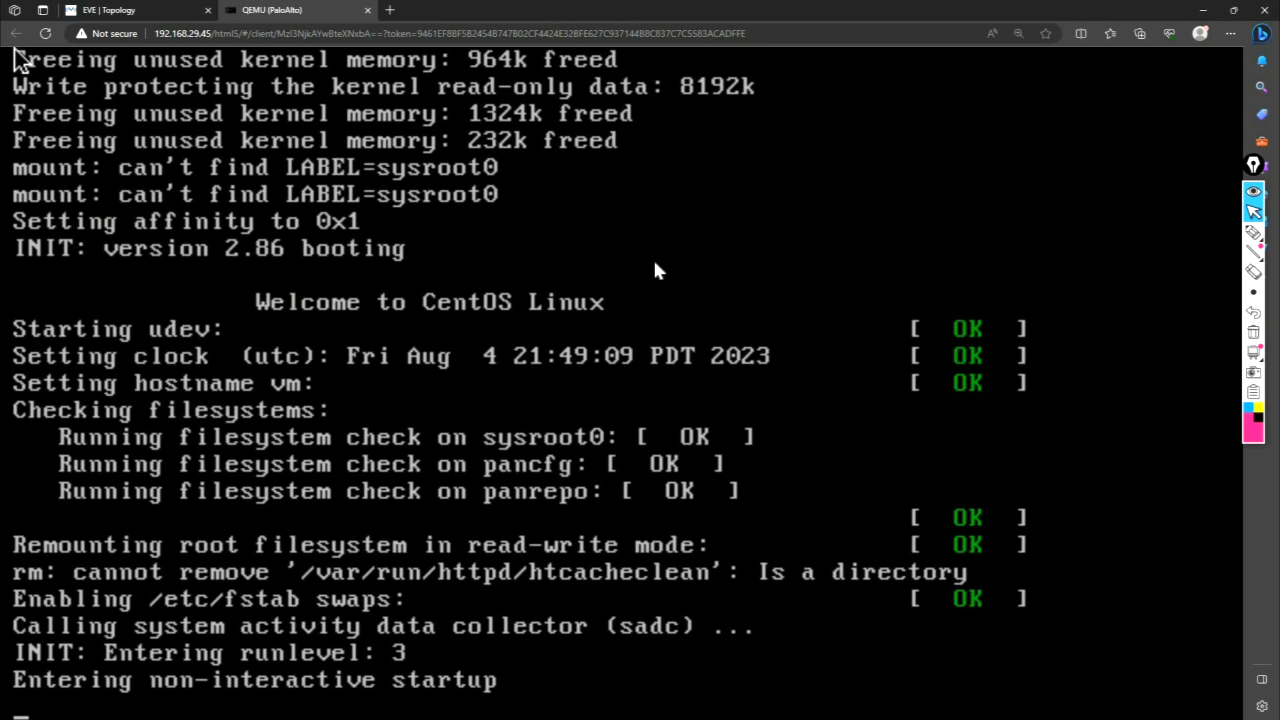 EVE | Topology
QEMU (PaloAlto)
Not secure
192.168.29.45/html5/#/client/MzI3NjkAYwBteXNxbA==?token=9461EF8BF5B2454B747B02CF4424E32BFE627C937144B8C837C7C5583ACADFFE
Freeing unused kernel memory: 964k freed
Write protecting the kernel read-only data: 8192k
Freeing unused kernel memory: 1324k freed
Freeing unused kernel memory: 232k freed
mount: can't find LABEL=sysroot0
mount: can't find LABEL=sysroot0
Setting affinity to 0x1
INIT: version 2.86 booting
Welcome to CentOS Linux
Starting udev: [ OK ]
Setting clock (utc): Fri Aug 4 21:49:09 PDT 2023 [ OK ]
Setting hostname vm: [ OK ]
Checking filesystems:
Running filesystem check on sysroot0: [ OK ]
Running filesystem check on pancfg: [ OK ]
Running filesystem check on panrepo: [ OK ]
[ OK ]
Remounting root filesystem in read-write mode: [ OK ]
rm: cannot remove '/var/run/httpd/htcacheclean': Is a directory
Enabling /etc/fstab swaps: [ OK ]
Calling system activity data collector (sadc) ...
INIT: Entering runlevel: 3
Entering non-interactive startup